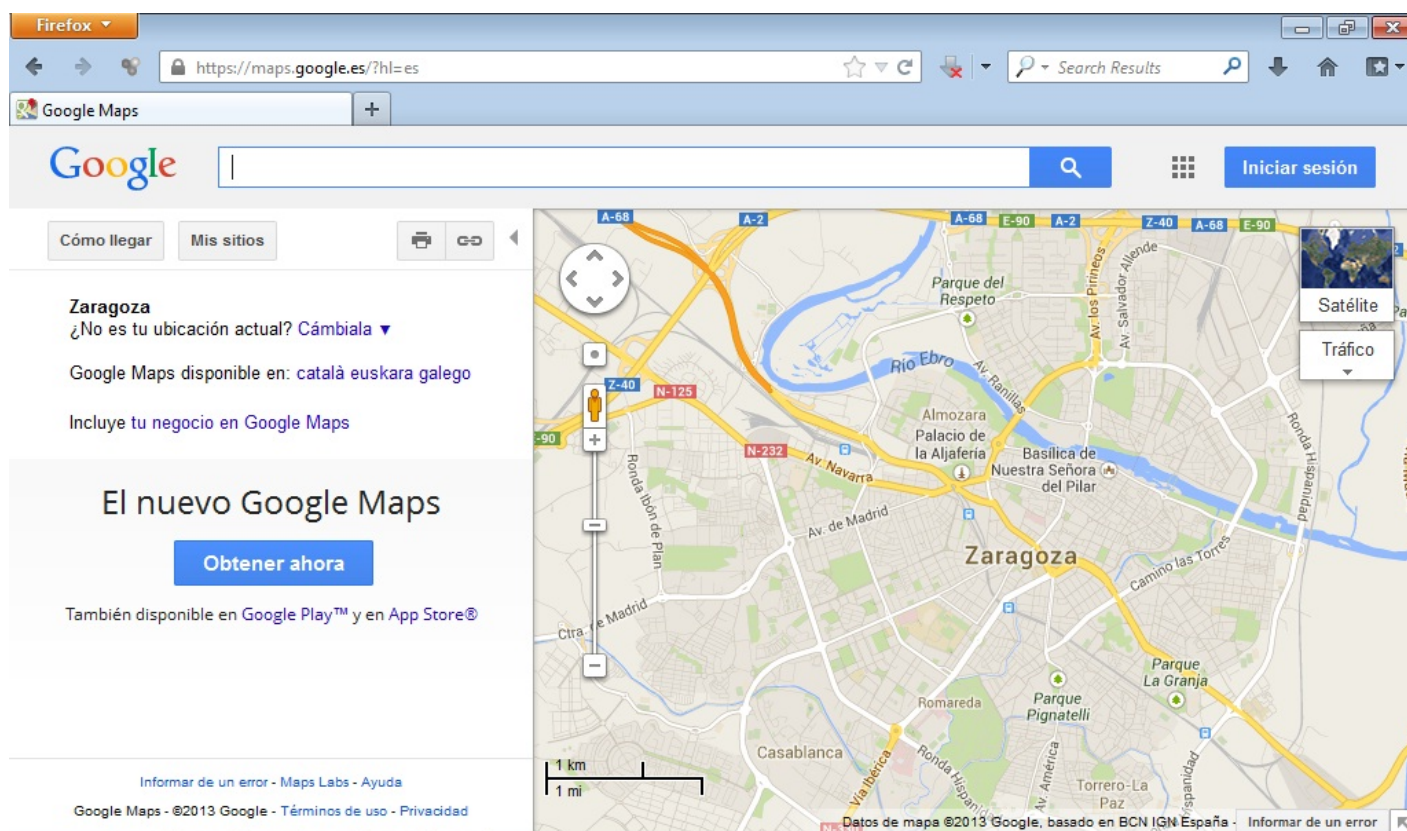 Firefox
https://maps.google.es/?hl=es
Search Results
Google Maps
Google
Iniciar sesión
Cómo llegar
Mis sitios
Zaragoza
¿No es tu ubicación actual? Cámbiala ▼
Google Maps disponible en: català euskara galego
Incluye tu negocio en Google Maps
El nuevo Google Maps
Obtener ahora
También disponible en Google Play™ y en App Store®
Informar de un error - Maps Labs - Ayuda
Google Maps - ©2013 Google - Términos de uso - Privacidad
A-68
A-2
A-68
E-90
A-2
Z-40
A-68
E-90
Satélite
Tráfico
Parque del
Respeto
Av. los Pirineos
Av. Salvador Allende
Río Ebro
Av. Ranillas
Z-40
N-125
-90
N-232
Av. Navarra
Almozara
Palacio de
la Aljafería
Basílica de
Nuestra Señora
del Pilar
Ronda Hispanidad
Ronda Ibón de Plan
Av. de Madrid
Zaragoza
Camino las Torres
Ctra. de Madrid
Parque
La Granja
Parque
Pignatelli
Romareda
Casablanca
Ronda Hispanidad
Vía Ibérica
Av. América
Torrero-La
Paz
Hispanidad
1 km
1 mi
Datos de mapa ©2013 Google, basado en BCN IGN España -
Informar de un error